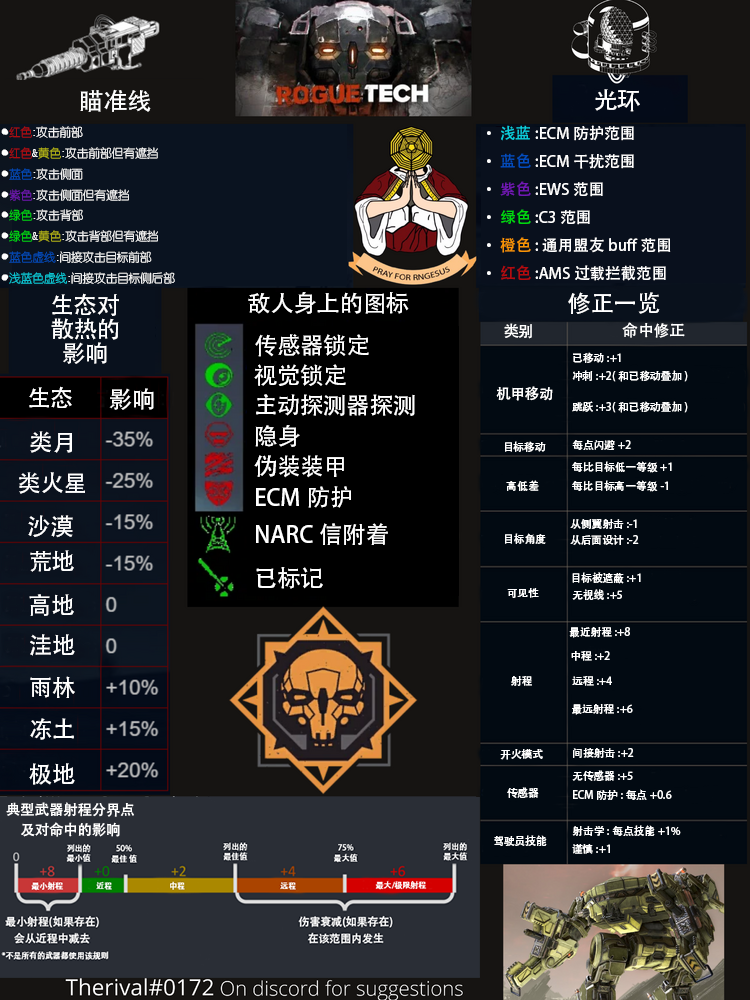 ROGUETECH
瞄准线
光环
●红色:攻击前部
●红色&黄色:攻击前部但有遮挡
●蓝色:攻击侧面
●紫色:攻击侧面但有遮挡
●绿色:攻击背部
●绿色&黄色:攻击背部但有遮挡
●蓝色虚线:间接攻击目标前部
●浅蓝色虚线:间接攻击目标侧后部
PRAY FOR RNGESUS
• 浅蓝 :ECM 防护范围
• 蓝色 :ECM 干扰范围
• 紫色 :EWS 范围
• 绿色 :C3 范围
• 橙色 : 通用盟友 buff 范围
• 红色 :AMS 过载拦截范围
生态对
散热的
影响
生态 影响
类月 -35%
类火星 -25%
沙漠 -15%
荒地 -15%
高地 0
洼地 0
雨林 +10%
冻土 +15%
极地 +20%
敌人身上的图标
传感器锁定
视觉锁定
主动探测器探测
隐身
伪装装甲
ECM 防护
NARC 信附着
已标记
修正一览
类别 命中修正
机甲移动
已移动 :+1
冲刺 :+2( 和已移动叠加 )
跳跃 :+3( 和已移动叠加 )
目标移动 每点闪避 +2
高低差
每比目标低一等级 +1
每比目标高一等级 -1
目标角度
从侧翼射击 :-1
从后面设计 :-2
可见性
目标被遮蔽 :+1
无视线 :+5
射程
最近射程 :+8
中程 :+2
远程 :+4
最远射程 :+6
开火模式 间接射击 :+2
传感器
无传感器 :+5
ECM 防护 : 每点 +0.6
驾驶员技能
射击学 : 每点技能 +1%
谨慎 :+1
典型武器射程分界点
及对命中的影响
0
列出的
最小值
50%
最佳 值
列出的
最佳值
75%
最大值
列出的
最大值
+8 +0 +2 +4 +6
最小射程 近程 中程 远程 最大/极限射程
最小射程(如果存在)
会从近程中减去
*不是所有的武器都使用该规则
伤害衰减(如果存在)
在该范围内发生
Therival#0172 On discord for suggestions